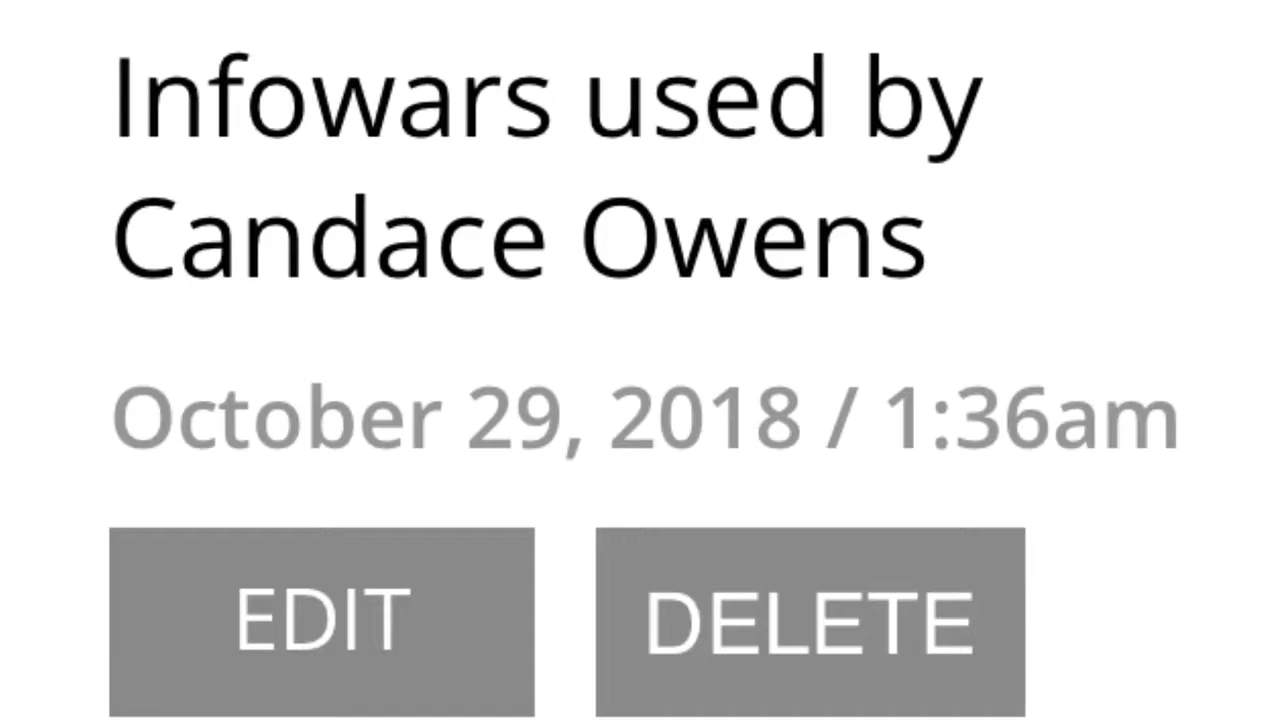 Infowars used by
Candace Owens
October 29, 2018 / 1:36am
EDIT DELETE